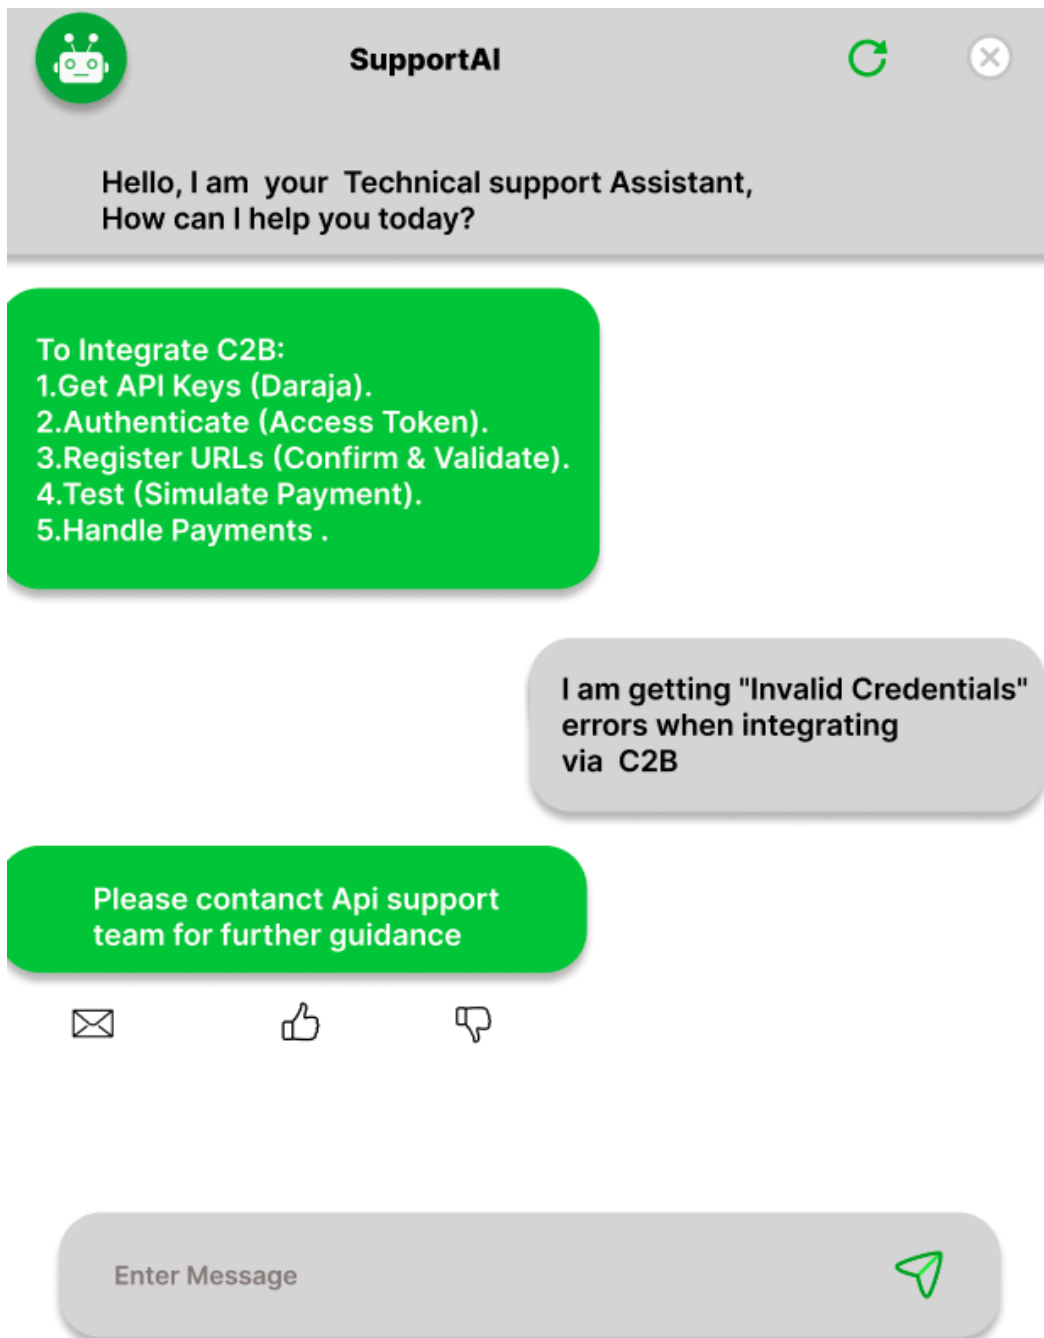 SupportAI
Hello, I am your Technical support Assistant,
How can I help you today?
To Integrate C2B:
1.Get API Keys (Daraja).
2.Authenticate (Access Token).
3.Register URLs (Confirm & Validate).
4.Test (Simulate Payment).
5.Handle Payments .
I am getting "Invalid Credentials"
errors when integrating
via C2B
Please contanct Api support
team for further guidance
Enter Message